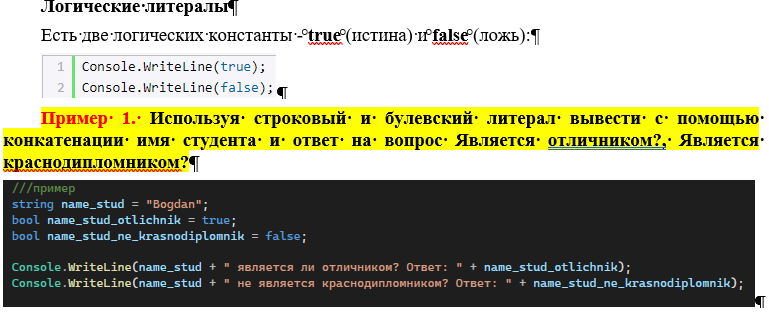 Логические литералы¶
Есть две логических константы - true (истина) и false (ложь):¶
1 Console.WriteLine(true);
2 Console.WriteLine(false);¶
Пример 1. Используя строковый и булевский литерал вывести с помощью
конкатенации имя студента и ответ на вопрос Является отличником?, Является
краснодипломником?¶
///пример
string name_stud = "Bogdan";
bool name_stud_otlichnik = true;
bool name_stud_ne_krasnodiplomnik = false;
Console.WriteLine(name_stud + " является ли отличником? Ответ: " + name_stud_otlichnik);
Console.WriteLine(name_stud + " не является краснодипломником? Ответ: " + name_stud_ne_krasnodiplomnik);¶